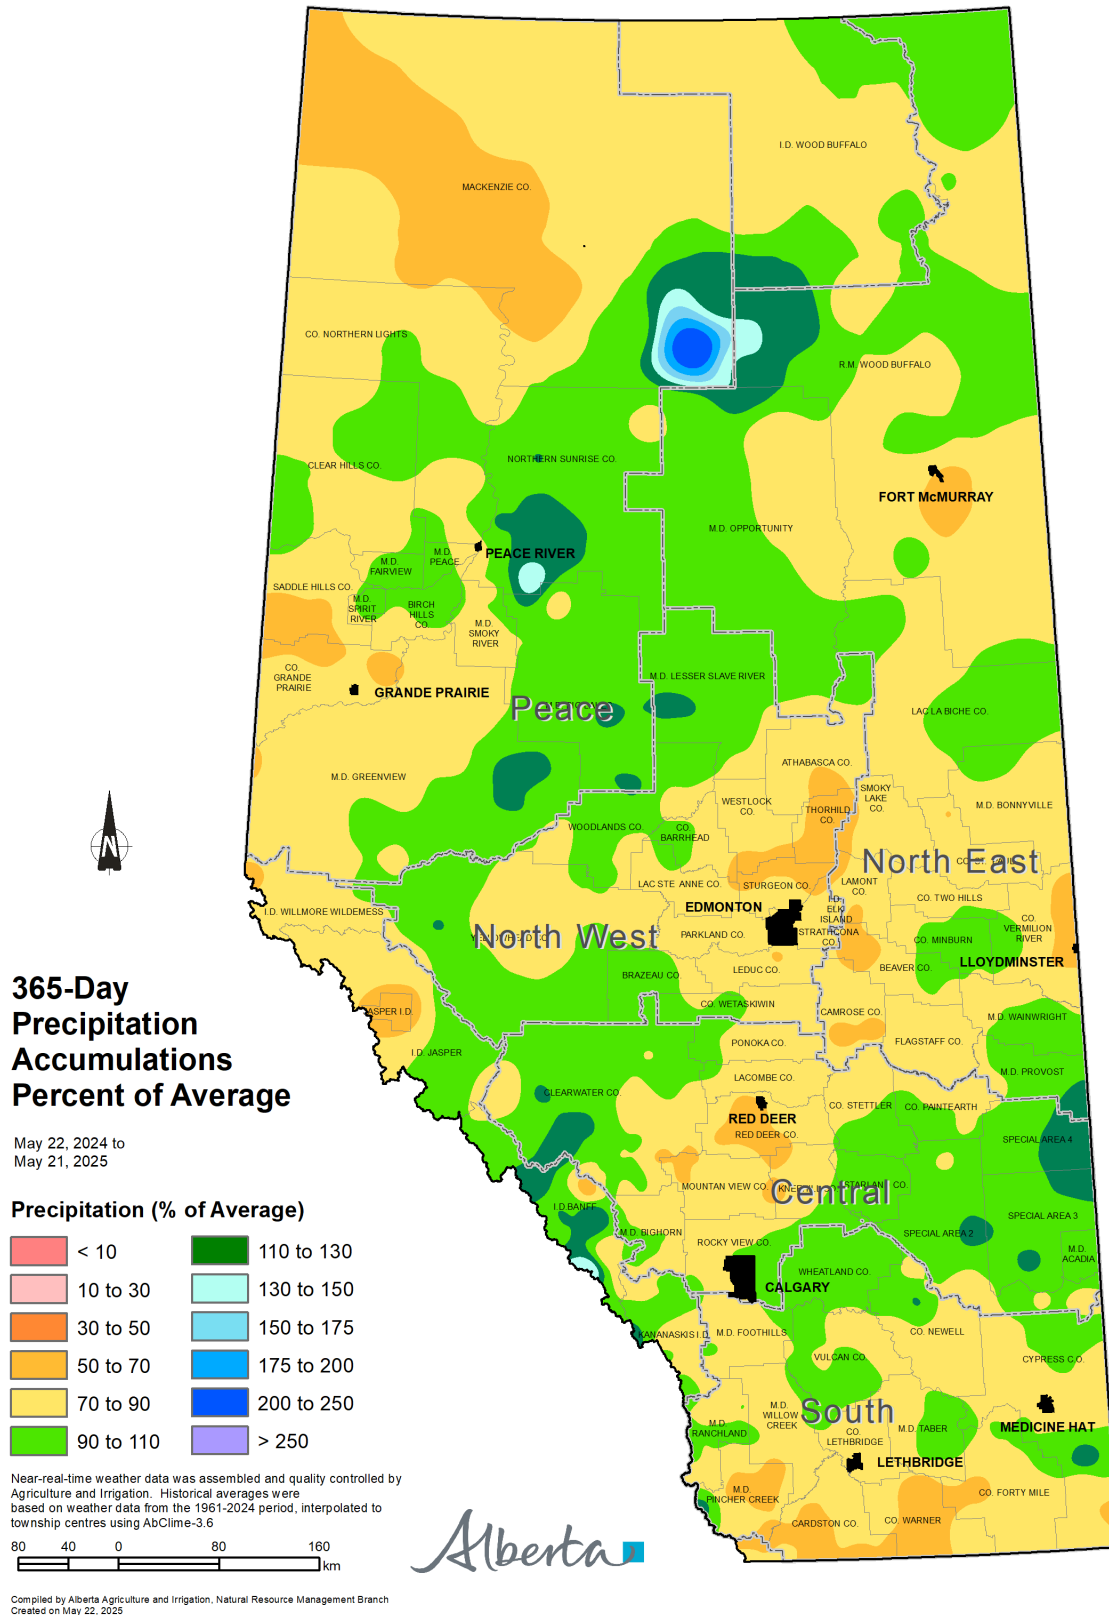 I.D. WOOD BUFFALO
MACKENZIE CO.
CO. NORTHERN LIGHTS
R.M. WOOD BUFFALO
CLEAR HILLS CO.
NORTHERN SUNRISE CO.
FORT McMURRAY
M.D. OPPORTUNITY
PEACE RIVER
M.D.
PEACE
M.D.
FAIRVIEW
SADDLE HILLS CO.
M.D.
SPIRIT
RIVER
BIRCH
HILLS
CO.
M.D.
SMOKY
RIVER
CO.
GRANDE
PRAIRIE
GRANDE PRAIRIE
M.D. LESSER SLAVE RIVER
Peace
LAC LA BICHE CO.
M.D. GREENVIEW
ATHABASCA CO.
SMOKY
LAKE
CO.
WESTLOCK
CO.
THORHILD
CO.
M.D. BONNYVILLE
WOODLANDS CO.
CO.
BARRHEAD
North East
LAC STE ANNE CO.
STURGEON CO.
LAMONT
CO.
CO. TWO HILLS
EDMONTON
I.D.
ELK
ISLAND
I.D. WILLMORE WILDERNESS
CO.
VERMILION
RIVER
North West
PARKLAND CO.
STRATHCONA
CO.
CO. MINBURN
LLOYDMINSTER
BRAZEAU CO.
LEDUC CO.
BEAVER CO.
CO. WETASKIWIN
JASPER I.D.
CAMROSE CO.
M.D. WAINWRIGHT
I.D. JASPER
PONOKA CO.
FLAGSTAFF CO.
LACOMBE CO.
M.D. PROVOST
CLEARWATER CO.
CO. STETTLER
CO. PAINTEARTH
RED DEER
RED DEER CO.
SPECIAL AREA 4
MOUNTAN VIEW CO.
Central
I.D.BANFF
M.D. BIGHORN
ROCKY VIEW CO.
SPECIAL AREA 2
SPECIAL AREA 3
M.D.
ACADIA
CALGARY
WHEATLAND CO.
KANANASKIS I.D.
M.D. FOOTHILLS
CO. NEWELL
VULCAN CO.
CYPRESS C.O.
M.D.
WILLOW
CREEK
South
M.D.
RANCHLAND
CO.
LETHBRIDGE
M.D. TABER
MEDICINE HAT
LETHBRIDGE
M.D.
PINCHER CREEK
CO. FORTY MILE
CARDSTON CO.
CO. WARNER
N
365-Day
Precipitation
Accumulations
Percent of Average
May 22, 2024 to
May 21, 2025
Precipitation (% of Average)
< 10
10 to 30
30 to 50
50 to 70
70 to 90
90 to 110
110 to 130
130 to 150
150 to 175
175 to 200
200 to 250
> 250
Near-real-time weather data was assembled and quality controlled by
Agriculture and Irrigation. Historical averages were
based on weather data from the 1961-2024 period, interpolated to
township centres using AbClime-3.6
80 40 0 80 160
km
Alberta
Compiled by Alberta Agriculture and Irrigation, Natural Resource Management Branch
Created on May 22, 2025